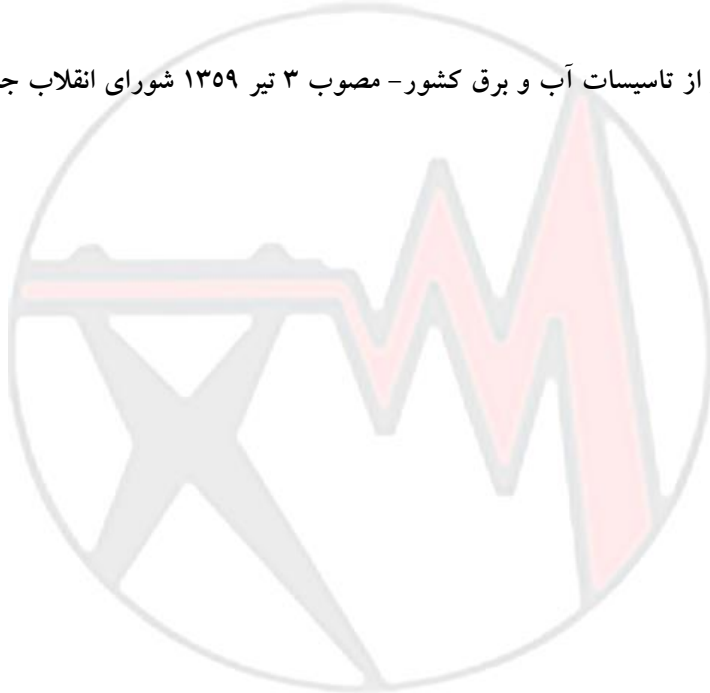 از تاسیسات آب و برق کشور- مصوب ۳ تیر ۱۳۵۹ شورای انقلاب